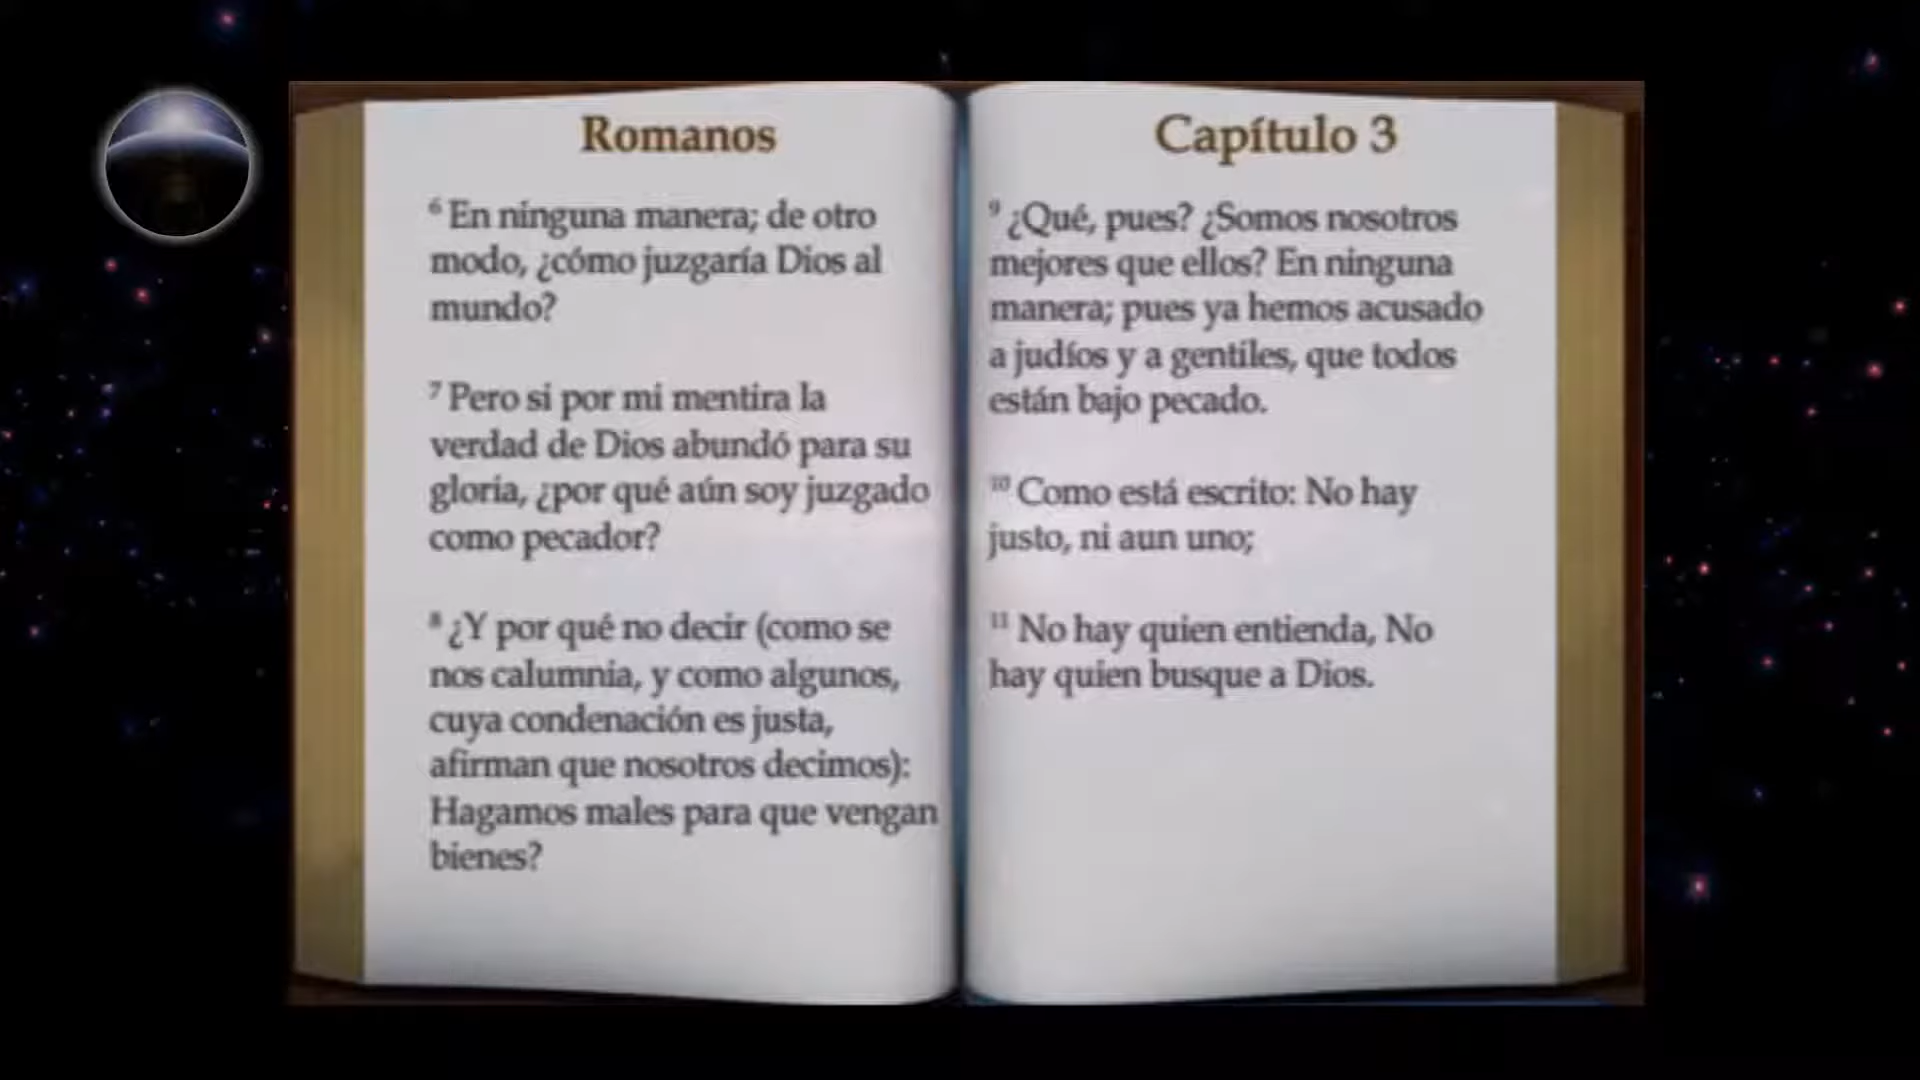 Romanos
6 En ninguna manera; de otro
modo, ¿cómo juzgaría Dios al
mundo?
7 Pero si por mi mentira la
verdad de Dios abundó para su
gloria, ¿por qué aún soy juzgado
como pecador?
8 ¿Y por qué no decir (como se
nos calumnia, y como algunos,
cuya condenación es justa,
afirman que nosotros decimos):
Hagamos males para que vengan
bienes?
Capítulo 3
9 ¿Qué, pues? ¿Somos nosotros
mejores que ellos? En ninguna
manera; pues ya hemos acusado
a judíos y a gentiles, que todos
están bajo pecado.
10 Como está escrito: No hay
justo, ni aun uno;
11 No hay quien entienda, No
hay quien busque a Dios.